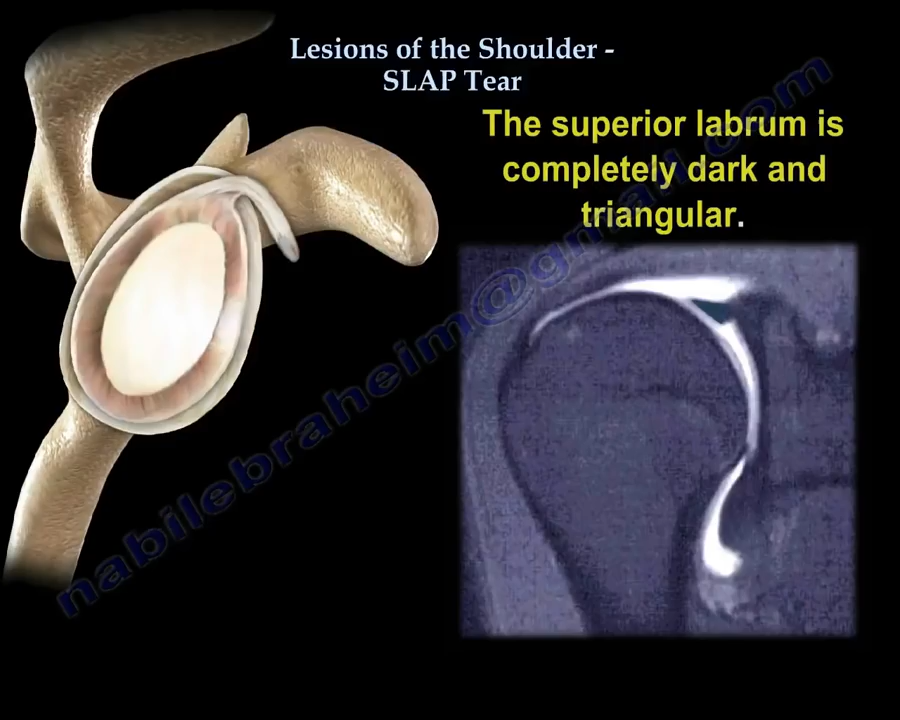 Lesions of the Shoulder -
SLAP Tear
The superior labrum is
completely dark and
triangular.
nabilebraheim@gmail.com